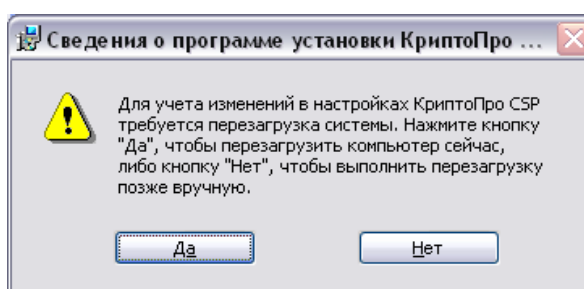 Сведения о программе установки КриптоПро ...
Для учета изменений в настройках КриптоПро CSP
требуется перезагрузка системы. Нажмите кнопку
"Да", чтобы перезагрузить компьютер сейчас,
либо кнопку "Нет", чтобы выполнить перезагрузку
позже вручную.
Да
Нет